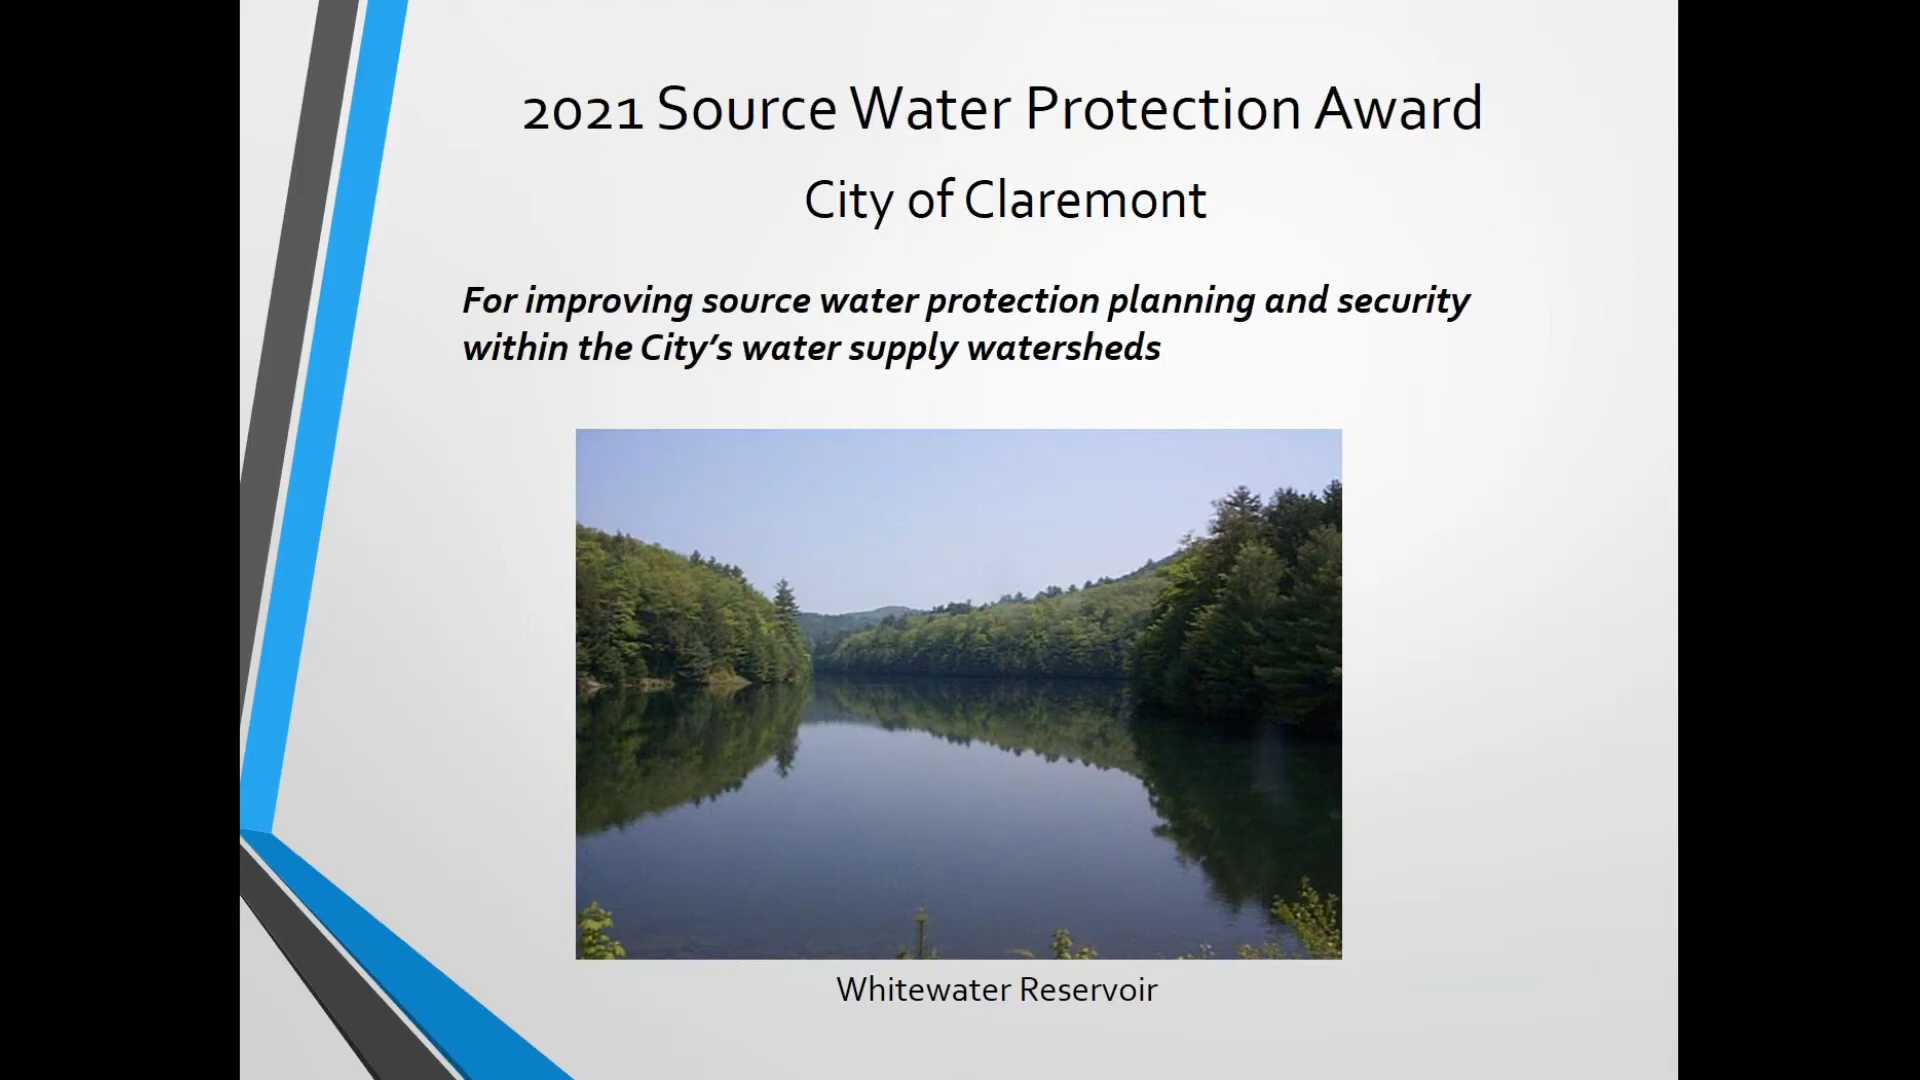 2021 Source Water Protection Award
City of Claremont
For improving source water protection planning and security
within the City’s water supply watersheds
Whitewater Reservoir